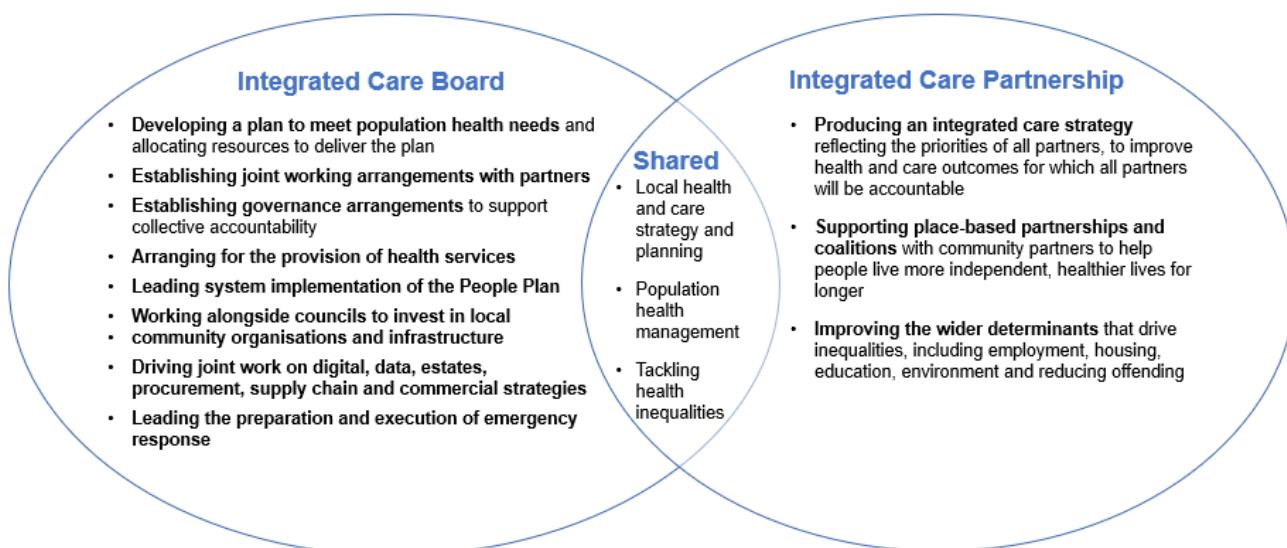 Integrated Care Board
• Developing a plan to meet population health needs and
allocating resources to deliver the plan
• Establishing joint working arrangements with partners
• Establishing governance arrangements to support
collective accountability
• Arranging for the provision of health services
• Leading system implementation of the People Plan
• Working alongside councils to invest in local
• community organisations and infrastructure
• Driving joint work on digital, data, estates,
procurement, supply chain and commercial strategies
• Leading the preparation and execution of emergency
response
Shared
• Local health
and care
strategy and
planning
• Population
health
management
• Tackling
health
inequalities
Integrated Care Partnership
• Producing an integrated care strategy
reflecting the priorities of all partners, to improve
health and care outcomes for which all partners
will be accountable
• Supporting place-based partnerships and
coalitions with community partners to help
people live more independent, healthier lives for
longer
• Improving the wider determinants that drive
inequalities, including employment, housing,
education, environment and reducing offending